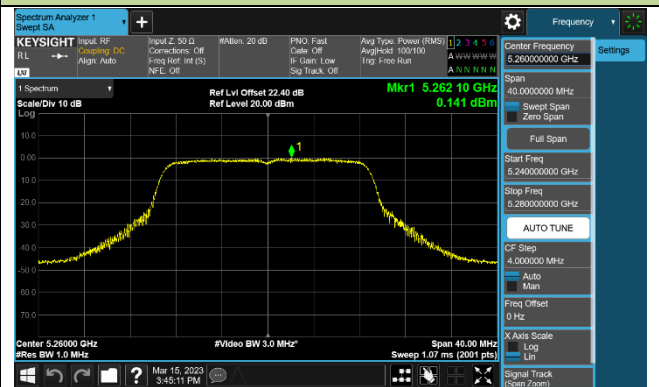 Spectrum Analyzer 1
Swept SA
Frequency
KEYSIGHT
RL
LXI
Input: RF
Coupling: DC
Align: Auto
Input Z: 50 Ω
Corrections: Off
Freq Ref: Int (S)
NFE: Off
#Atten: 20 dB
PNO: Fast
Gate: Off
IF Gain: Low
Sig Track: Off
Avg Type: Power (RMS)
Avg|Hold: 100/100
Trig: Free Run
1 2 3 4 5 6
A W W W W W
A N N N N N
Center Frequency
5.260000000 GHz
Settings
Span
40.0000000 MHz
Swept Span
Zero Span
Full Span
Start Freq
5.240000000 GHz
Stop Freq
5.280000000 GHz
AUTO TUNE
CF Step
4.000000 MHz
Auto
Man
Freq Offset
0 Hz
X Axis Scale
Log
Lin
Signal Track
(Span Zoom)
1 Spectrum
Scale/Div 10 dB
Log
Ref Lvl Offset 22.40 dB
Ref Level 20.00 dBm
Mkr1 5.262 10 GHz
0.141 dBm
1
10.0
0.00
10.0
20.0
30.0
-40.0
-50.0
60.0
70.0
Center 5.26000 GHz
#Res BW 1.0 MHz
#Video BW 3.0 MHz*
Span 40.00 MHz
Sweep 1.07 ms (2001 pts)
?
Mar 15, 2023
3:45:11 PM